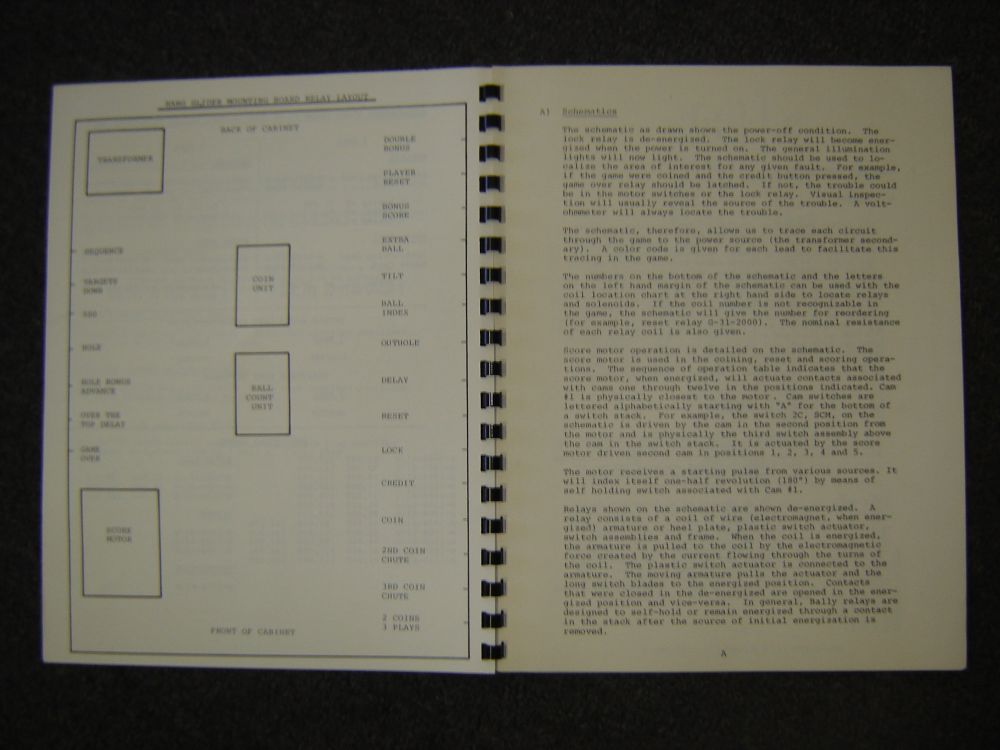 HANG GLIDER MOUNTING BOARD RELAY LAYOUT
BACK OF CABINET
TRANSFORMER
SEQUENCE
TARGETS
DOWN
500
HOLE
HOLE BONUS
ADVANCE
OVER THE
TOP DELAY
GAME
OVER
SCORE
MOTOR
COIN
UNIT
BALL
COUNT
UNIT
DOUBLE
BONUS
PLAYER
RESET
BONUS
SCORE
EXTRA
BALL
TILT
BALL
INDEX
OUTHOLE
DELAY
RESET
LOCK
CREDIT
COIN
2ND COIN
CHUTE
3RD COIN
CHUTE
2 COINS
3 PLAYS
FRONT OF CABINET
A) Schematics
The schematic as drawn shows the power-off condition. The
lock relay is de-energized. The lock relay will become ener-
gized when the power is turned on. The general illumination
lights will now light. The schematic should be used to lo-
calize the area of interest for any given fault. For example,
if the game were coined and the credit button pressed, the
game over relay should be latched. If not, the trouble could
be in the motor switches or the lock relay. Visual inspec-
tion will usually reveal the source of the trouble. A volt-
ohmmeter will always locate the trouble.
The schematic, therefore, allows us to trace each circuit
through the game to the power source (the transformer second-
ary). A color code is given for each lead to facilitate this
tracing in the game.
The numbers on the bottom of the schematic and the letters
on the left hand margin of the schematic can be used with the
coil location chart at the right hand side to locate relays
and solenoids. If the coil number is not recognizable in
the game, the schematic will give the number for reordering
(for example, reset relay G-31-2000). The nominal resistance
of each relay coil is also given.
Score motor operation is detailed on the schematic. The
score motor is used in the coining, reset and scoring opera-
tions. The sequence of operation table indicates that the
score motor, when energized, will actuate contacts associated
with cams one through twelve in the positions indicated. Cam
#1 is physically closest to the motor. Cam switches are
lettered alphabetically starting with "A" for the bottom of
a switch stack. For example, the switch 2C, SCM, on the
schematic is driven by the cam in the second position from
the motor and is physically the third switch assembly above
the cam in the switch stack. It is actuated by the score
motor driven second cam in positions 1, 2, 3, 4 and 5.
The motor receives a starting pulse from various sources. It
will index itself one-half revolution (180°) by means of
self holding switch associated with Cam #1.
Relays shown on the schematic are shown de-energized. A
relay consists of a coil of wire (electromagnet, when ener-
gized) armature or heel plate, plastic switch actuator,
switch assemblies and frame. When the coil is energized,
the armature is pulled to the coil by the electromagnetic
force created by the current flowing through the turns of
the coil. The plastic switch actuator is connected to the
armature. The moving armature pulls the actuator and the
long switch blades to the energized position. Contacts
that were closed in the de-energized are opened in the ener-
gized position and vice-versa. In general, Bally relays are
designed to self-hold or remain energized through a contact
in the stack after the source of initial energization is
removed.
A